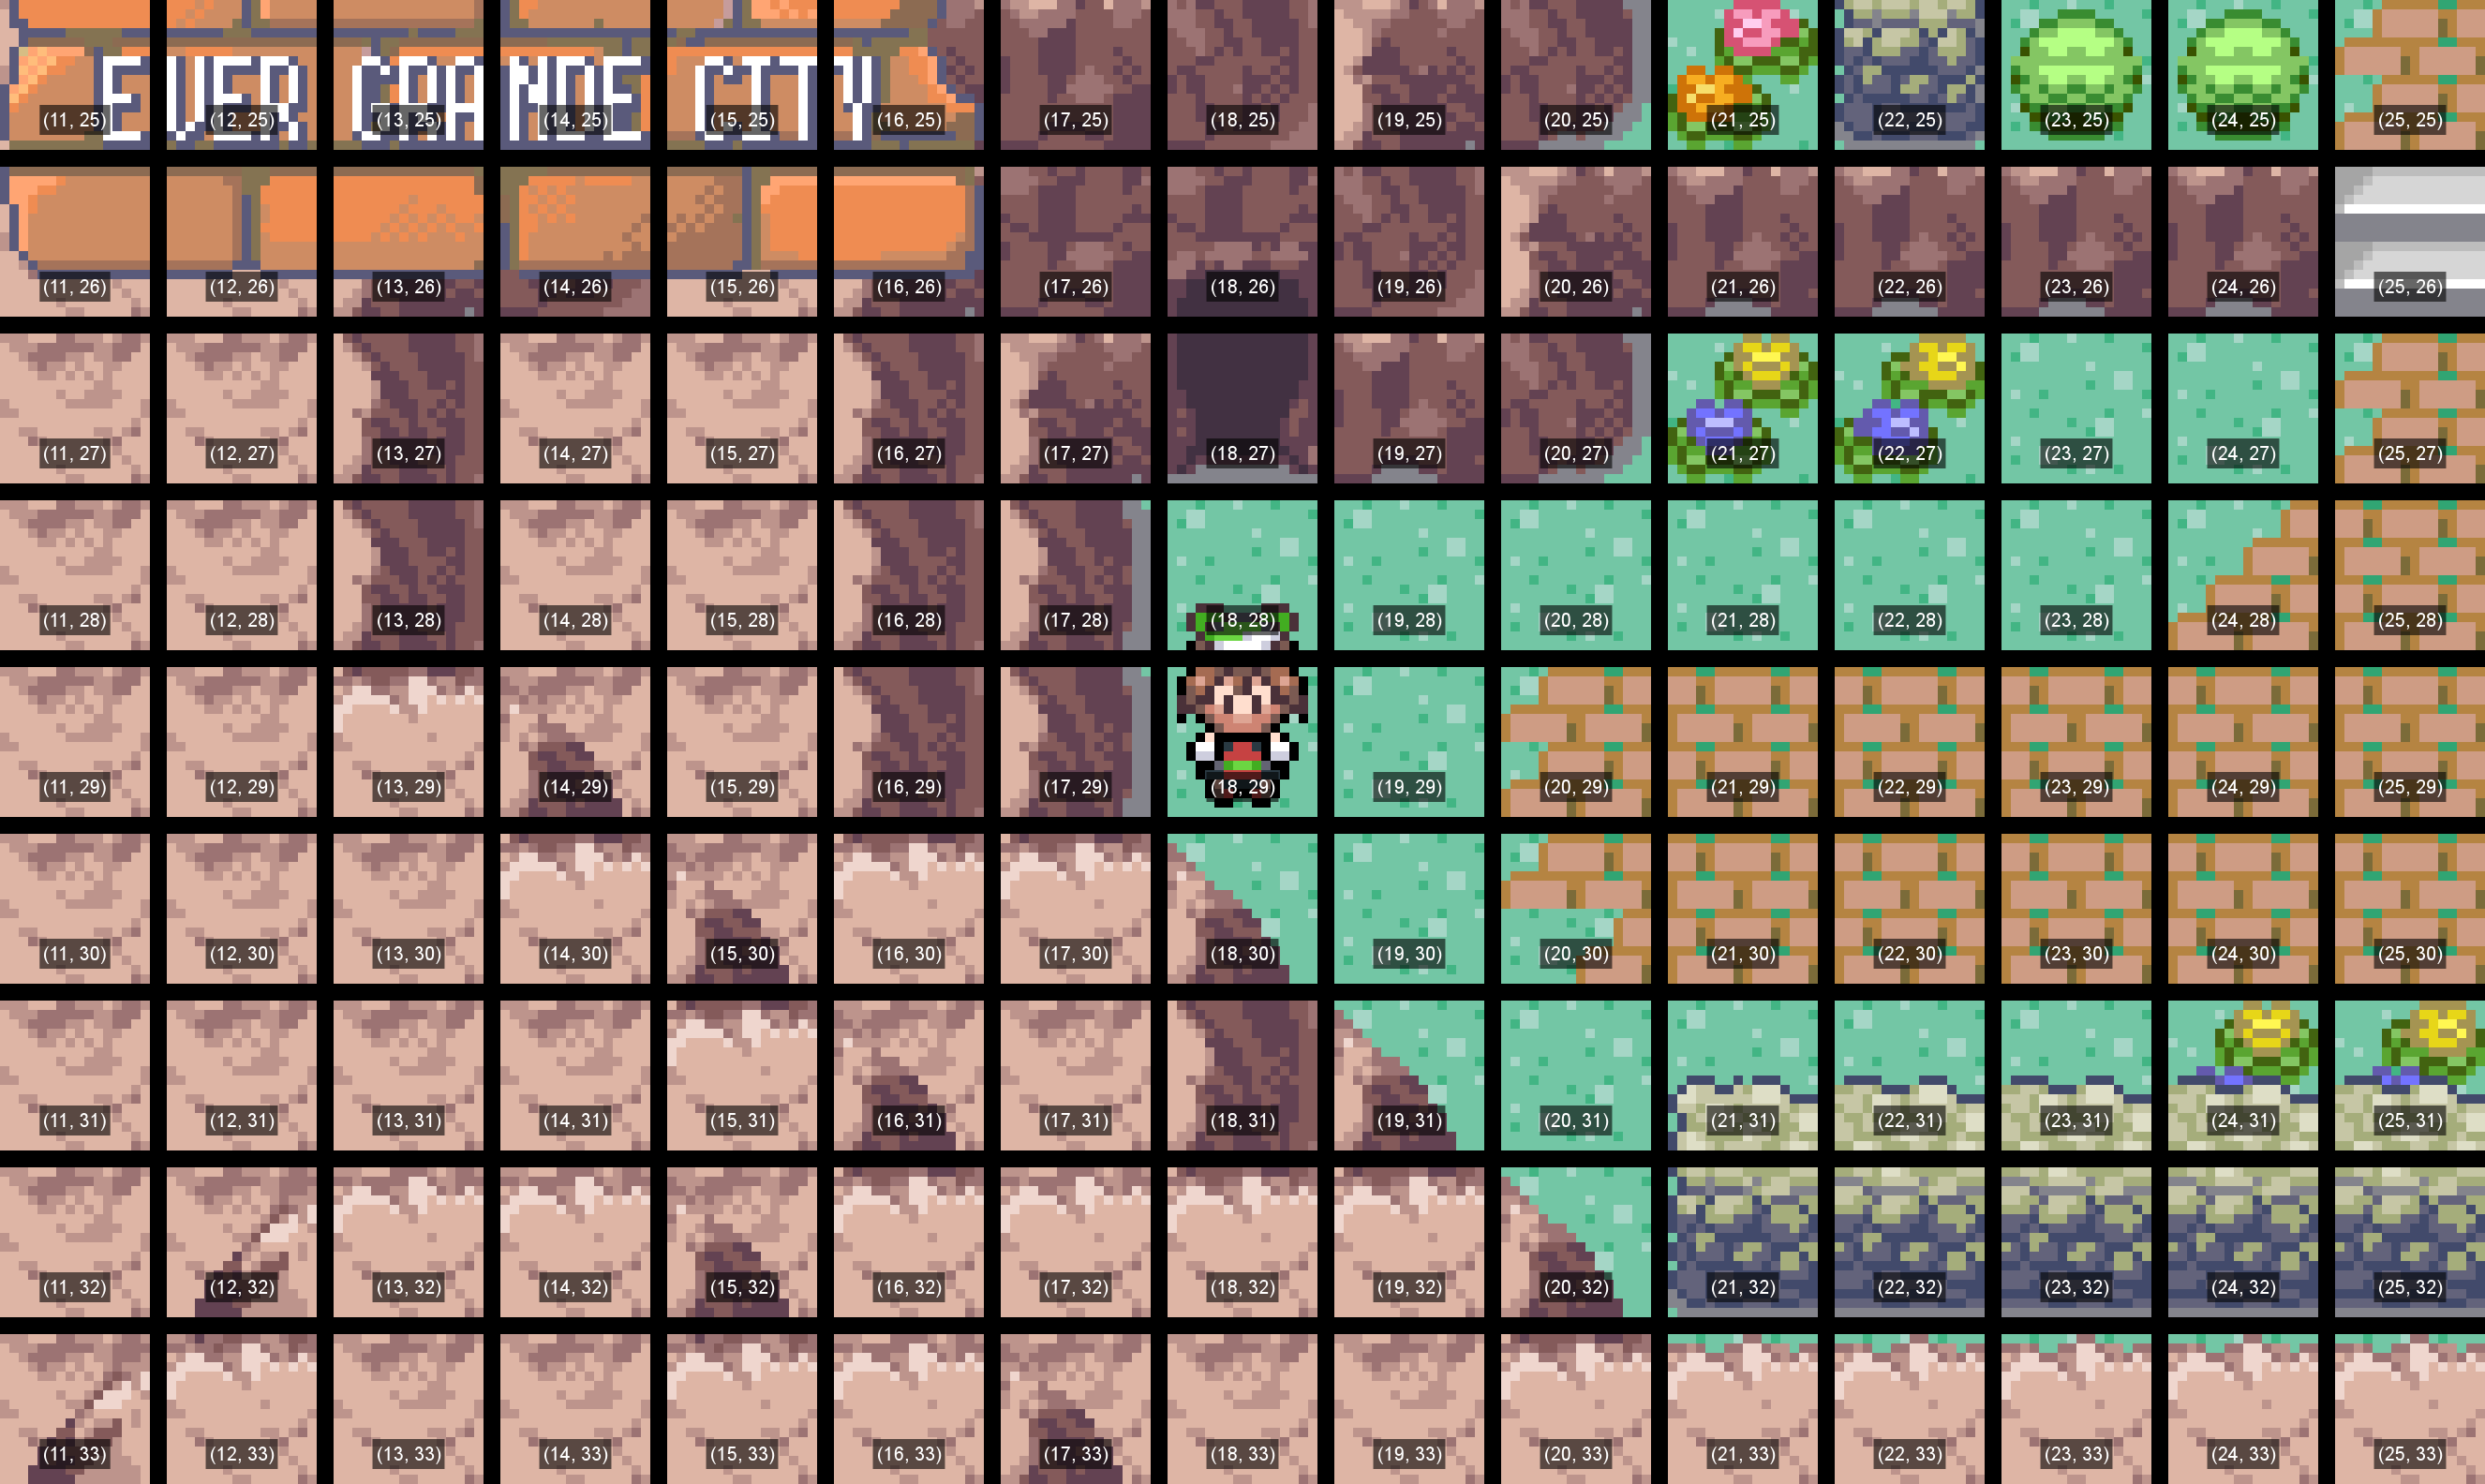 EVER GRANDE CITY
(11, 25) (12, 25) (13, 25) (14, 25) (15, 25) (16, 25) (17, 25) (18, 25) (19, 25) (20, 25) (21, 25) (22, 25) (23, 25) (24, 25) (25, 25)
(11, 26) (12, 26) (13, 26) (14, 26) (15, 26) (16, 26) (17, 26) (18, 26) (19, 26) (20, 26) (21, 26) (22, 26) (23, 26) (24, 26) (25, 26)
(11, 27) (12, 27) (13, 27) (14, 27) (15, 27) (16, 27) (17, 27) (18, 27) (19, 27) (20, 27) (21, 27) (22, 27) (23, 27) (24, 27) (25, 27)
(11, 28) (12, 28) (13, 28) (14, 28) (15, 28) (16, 28) (17, 28) (18, 28) (19, 28) (20, 28) (21, 28) (22, 28) (23, 28) (24, 28) (25, 28)
(11, 29) (12, 29) (13, 29) (14, 29) (15, 29) (16, 29) (17, 29) (18, 29) (19, 29) (20, 29) (21, 29) (22, 29) (23, 29) (24, 29) (25, 29)
(11, 30) (12, 30) (13, 30) (14, 30) (15, 30) (16, 30) (17, 30) (18, 30) (19, 30) (20, 30) (21, 30) (22, 30) (23, 30) (24, 30) (25, 30)
(11, 31) (12, 31) (13, 31) (14, 31) (15, 31) (16, 31) (17, 31) (18, 31) (19, 31) (20, 31) (21, 31) (22, 31) (23, 31) (24, 31) (25, 31)
(11, 32) (12, 32) (13, 32) (14, 32) (15, 32) (16, 32) (17, 32) (18, 32) (19, 32) (20, 32) (21, 32) (22, 32) (23, 32) (24, 32) (25, 32)
(11, 33) (12, 33) (13, 33) (14, 33) (15, 33) (16, 33) (17, 33) (18, 33) (19, 33) (20, 33) (21, 33) (22, 33) (23, 33) (24, 33) (25, 33)